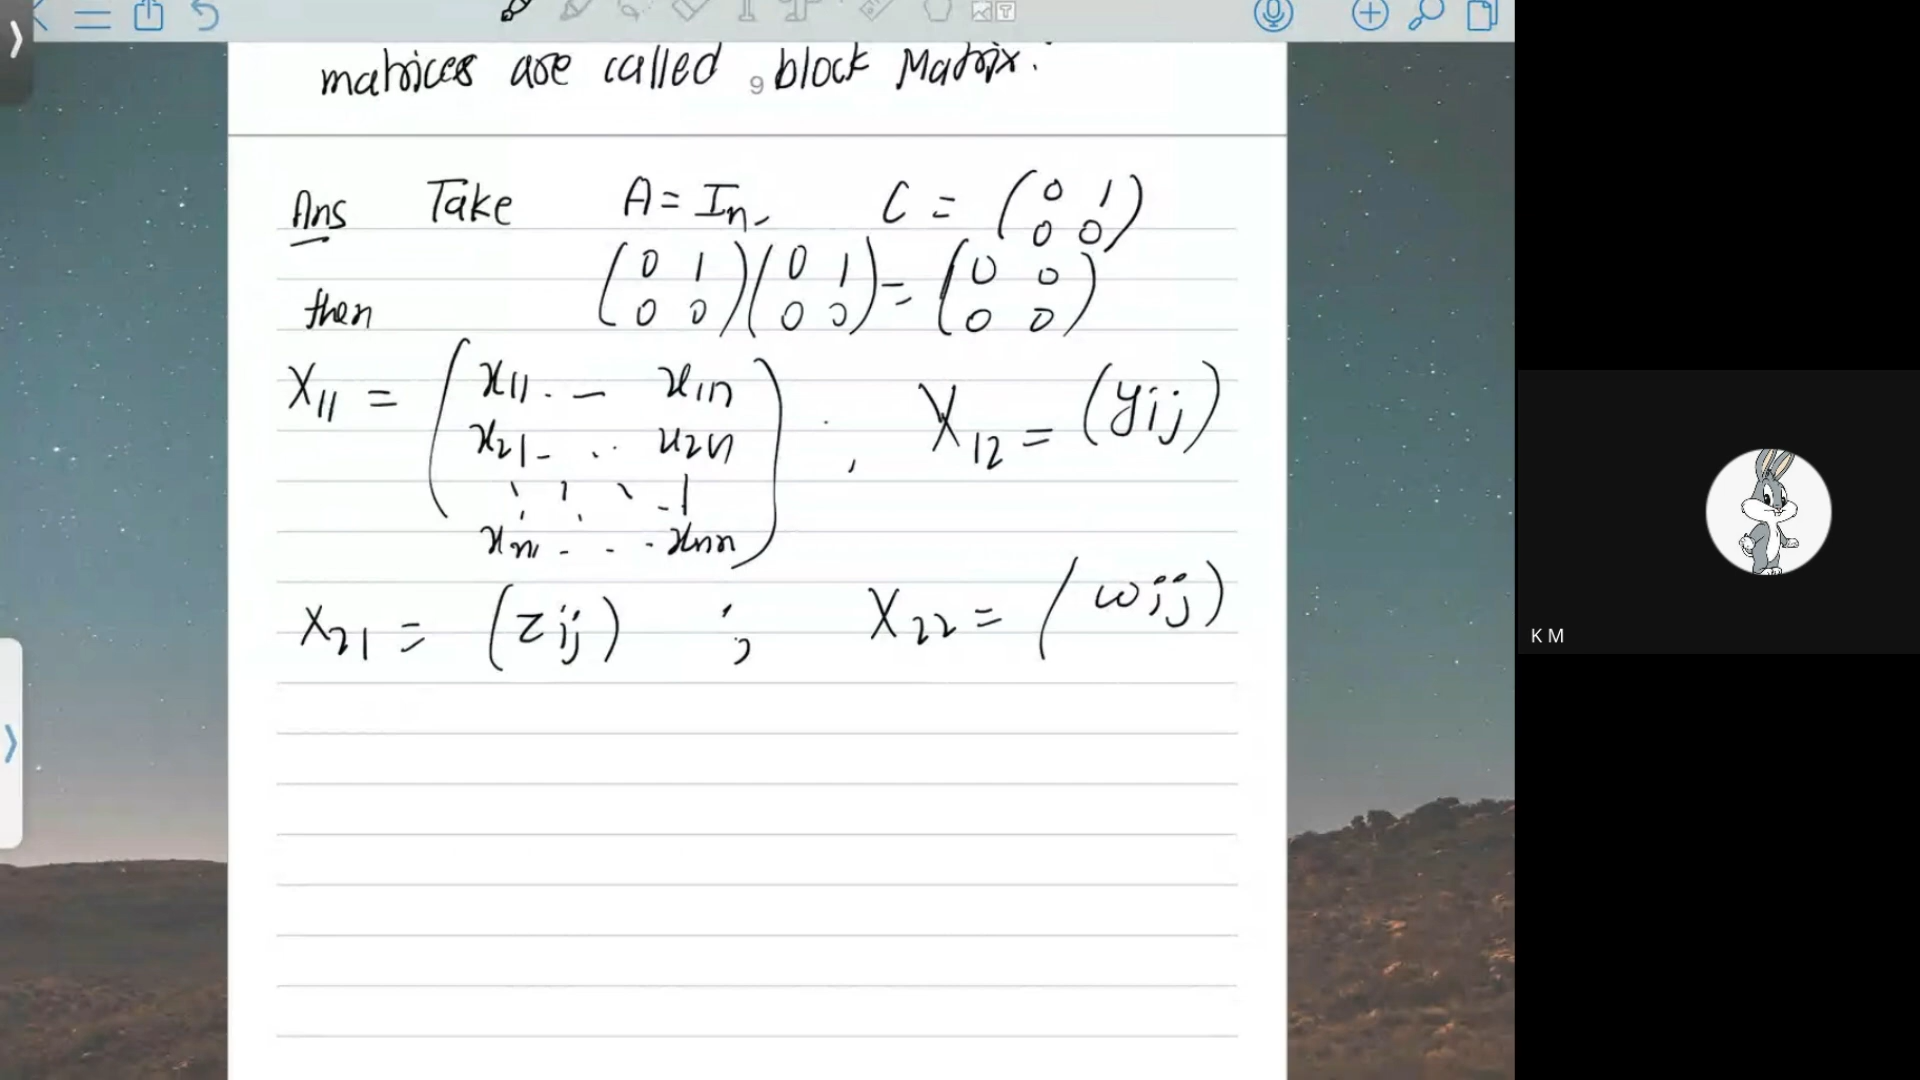 matrices are called block Matrix.
9
Ans Take A = In, C = (0 1
0 0)
then (0 1
0 0)(0 1
0 0) = (0 0
0 0)
X11 = (x11 . _ x1n
x21 _ .. x2n
xn1 - . . xnn) ; X12 = (yij)
X21 = (zij) ; X22 = (wij)
K M